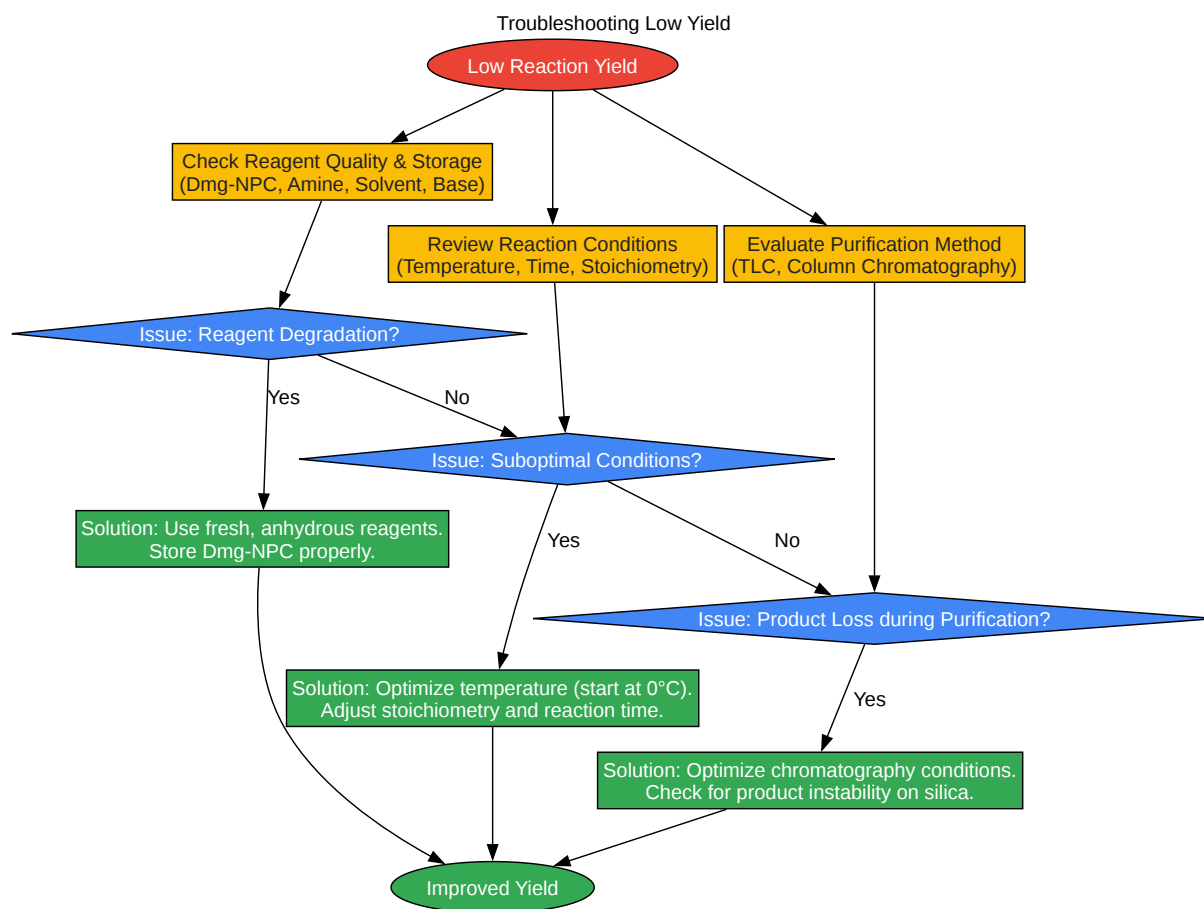 Troubleshooting Low Yield
Low Reaction Yield
Check Reagent Quality & Storage
(Dmg-NPC, Amine, Solvent, Base)
Review Reaction Conditions
(Temperature, Time, Stoichiometry)
Evaluate Purification Method
(TLC, Column Chromatography)
Issue: Reagent Degradation?
Yes
No
Issue: Suboptimal Conditions?
Solution: Use fresh, anhydrous reagents.
Store Dmg-NPC properly.
Yes
No
Issue: Product Loss during Purification?
Solution: Optimize temperature (start at 0°C).
Adjust stoichiometry and reaction time.
Yes
Solution: Optimize chromatography conditions.
Check for product instability on silica.
Improved Yield